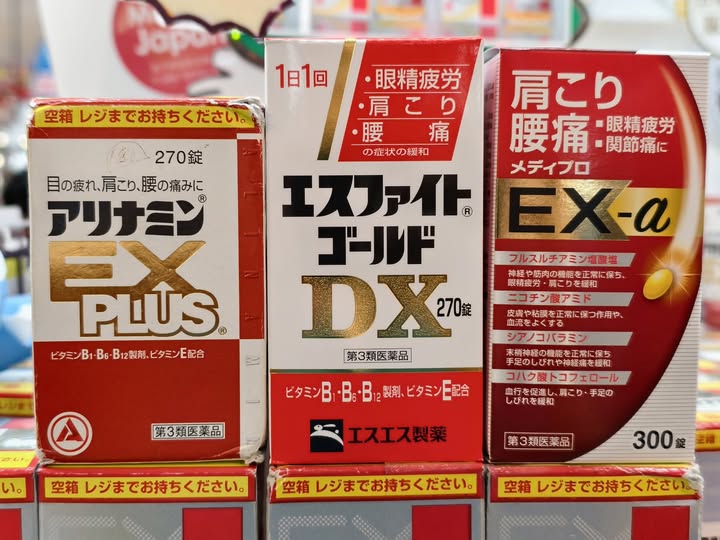 Japan
空箱 レジまでお持ちください。
270錠
目の疲れ、肩こり、腰の痛みに
アリナミン®
EX
PLUS®
ビタミンB1・B6・B12製剤、ビタミンE配合
第3類医薬品
1日1回
・眼精疲労
・肩こり
・腰痛
の症状の緩和
エスファイト®
ゴールド
DX
270錠
第3類医薬品
ビタミンB1・B6・B12製剤、ビタミンE配合
エスエス製薬
肩こり
腰痛・眼精疲労
・関節痛に
メディプロ
EX-α
フルスルチアミン塩酸塩
神経や筋肉の機能を正常に保ち、
眼精疲労・肩こりを緩和
ニコチン酸アミド
皮膚や粘膜を正常に保つ作用や、
血流をよくする
シアノコバラミン
末梢神経の機能を正常に保ち
手足のしびれや神経痛を緩和
コハク酸トコフェロール
血行を促進し、肩こり・手足の
しびれを緩和
第3類医薬品
300錠
ください。
空箱 レジまでお持ちください。
空箱 レジまでお持ちください。
空箱 レジまでお持ちください。
EX